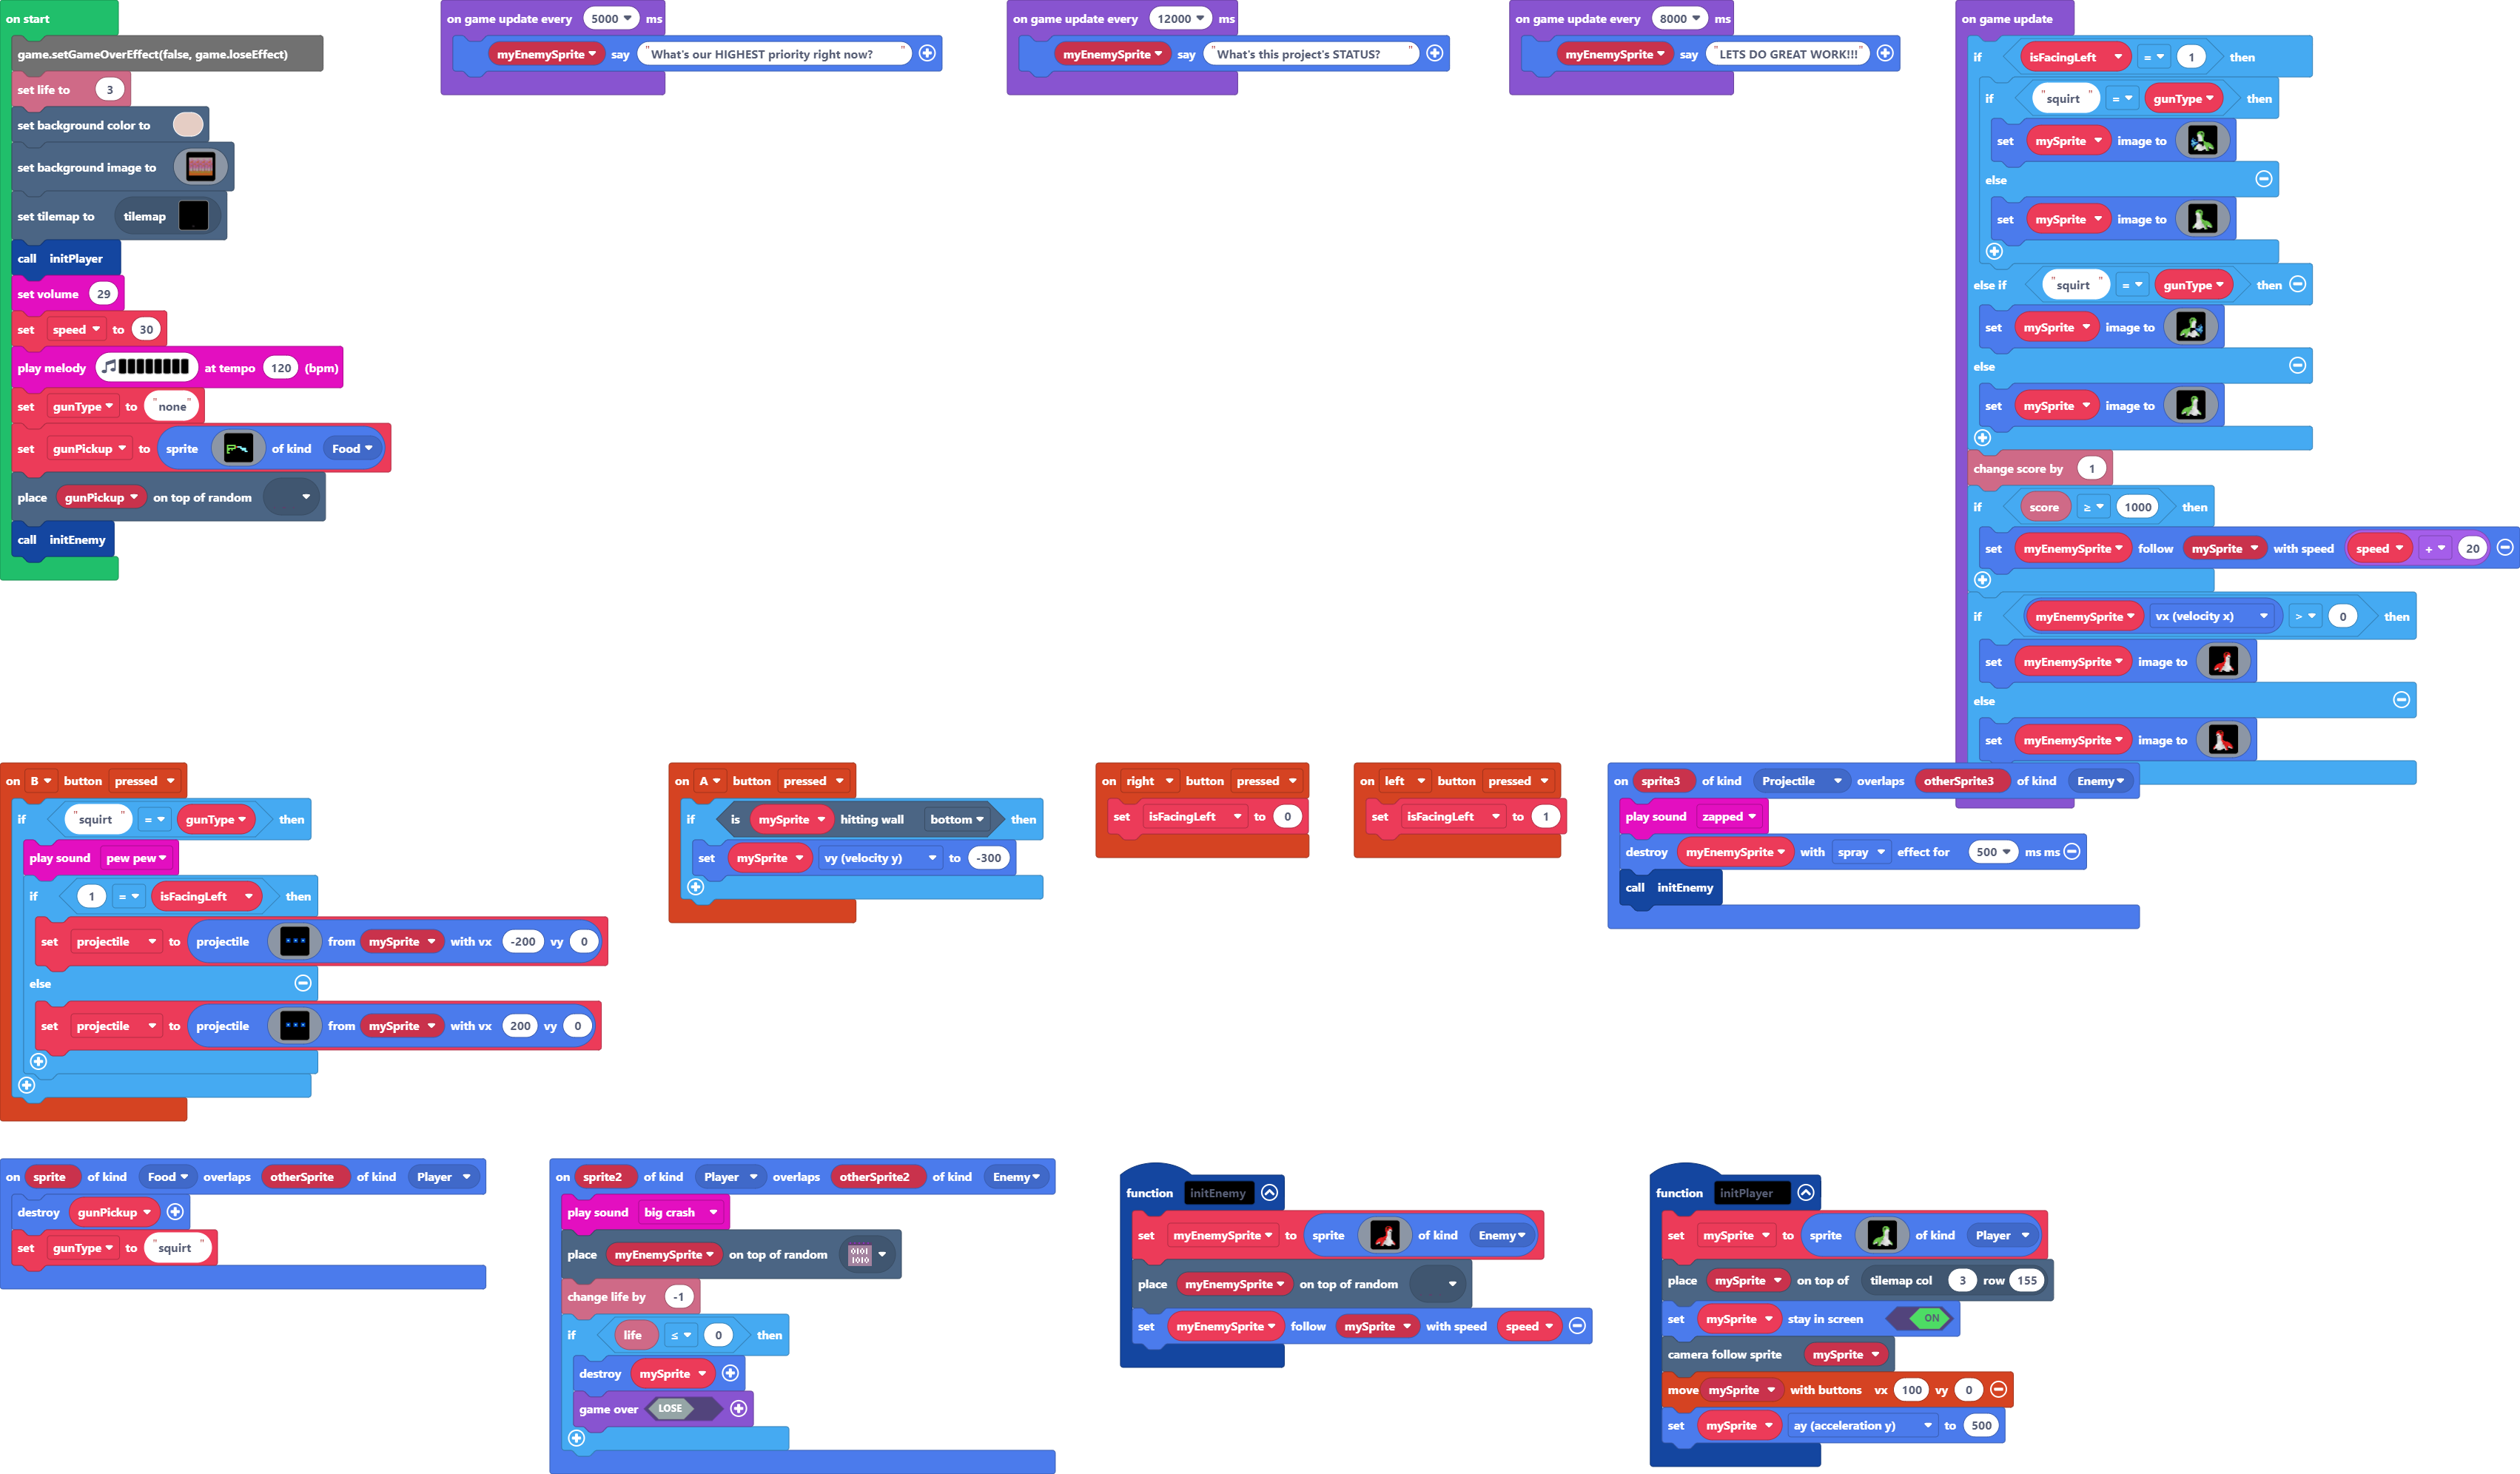 on start
game.setGameOverEffect(false, game.loseEffect)
set life to 3
set background color to
set background image to
set tilemap to tilemap
call initPlayer
set volume 29
set speed to 30
play melody at tempo 120 (bpm)
set gunType to "none"
set gunPickup to sprite of kind Food
place gunPickup on top of random
call initEnemy
on game update every 5000 ms
myEnemySprite say "What's our HIGHEST priority right now? "
on game update every 12000 ms
myEnemySprite say "What's this project's STATUS? "
on game update every 8000 ms
myEnemySprite say "LETS DO GREAT WORK!!!"
on game update
if isFacingLeft = 1 then
if "squirt " = gunType then
set mySprite image to
else
set mySprite image to
else if "squirt " = gunType then
set mySprite image to
else
set mySprite image to
change score by 1
if score ≥ 1000 then
set myEnemySprite follow mySprite with speed speed + 20
if myEnemySprite vx (velocity x) > 0 then
set myEnemySprite image to
else
set myEnemySprite image to
on B button pressed
if "squirt " = gunType then
play sound pew pew
if 1 = isFacingLeft then
set projectile to projectile from mySprite with vx -200 vy 0
else
set projectile to projectile from mySprite with vx 200 vy 0
on A button pressed
if is mySprite hitting wall bottom then
set mySprite vy (velocity y) to -300
on right button pressed
set isFacingLeft to 0
on left button pressed
set isFacingLeft to 1
on sprite3 of kind Projectile overlaps otherSprite3 of kind Enemy
play sound zapped
destroy myEnemySprite with spray effect for 500 ms ms
call initEnemy
on sprite of kind Food overlaps otherSprite of kind Player
destroy gunPickup
set gunType to "squirt "
on sprite2 of kind Player overlaps otherSprite2 of kind Enemy
play sound big crash
place myEnemySprite on top of random
change life by -1
if life ≤ 0 then
destroy mySprite
game over LOSE
function initEnemy
set myEnemySprite to sprite of kind Enemy
place myEnemySprite on top of random
set myEnemySprite follow mySprite with speed speed
function initPlayer
set mySprite to sprite of kind Player
place mySprite on top of tilemap col 3 row 155
set mySprite stay in screen ON
camera follow sprite mySprite
move mySprite with buttons vx 100 vy 0
set mySprite ay (acceleration y) to 500